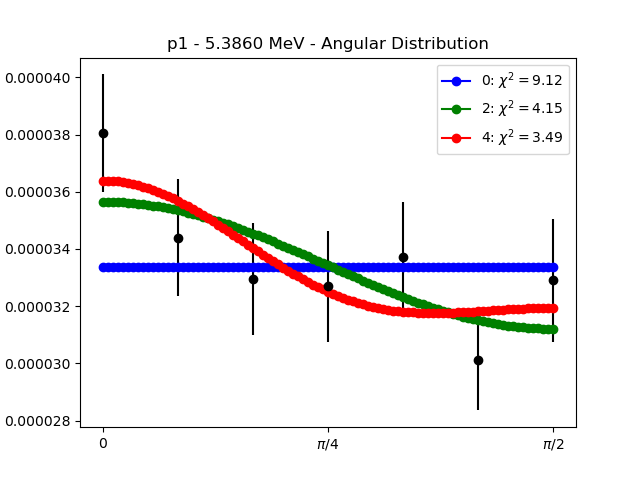 p1 - 5.3860 MeV - Angular Distribution
0.000040
0.000038
0.000036
0.000034
0.000032
0.000030
0.000028
0
π/4
π/2
0: χ² = 9.12
2: χ² = 4.15
4: χ² = 3.49